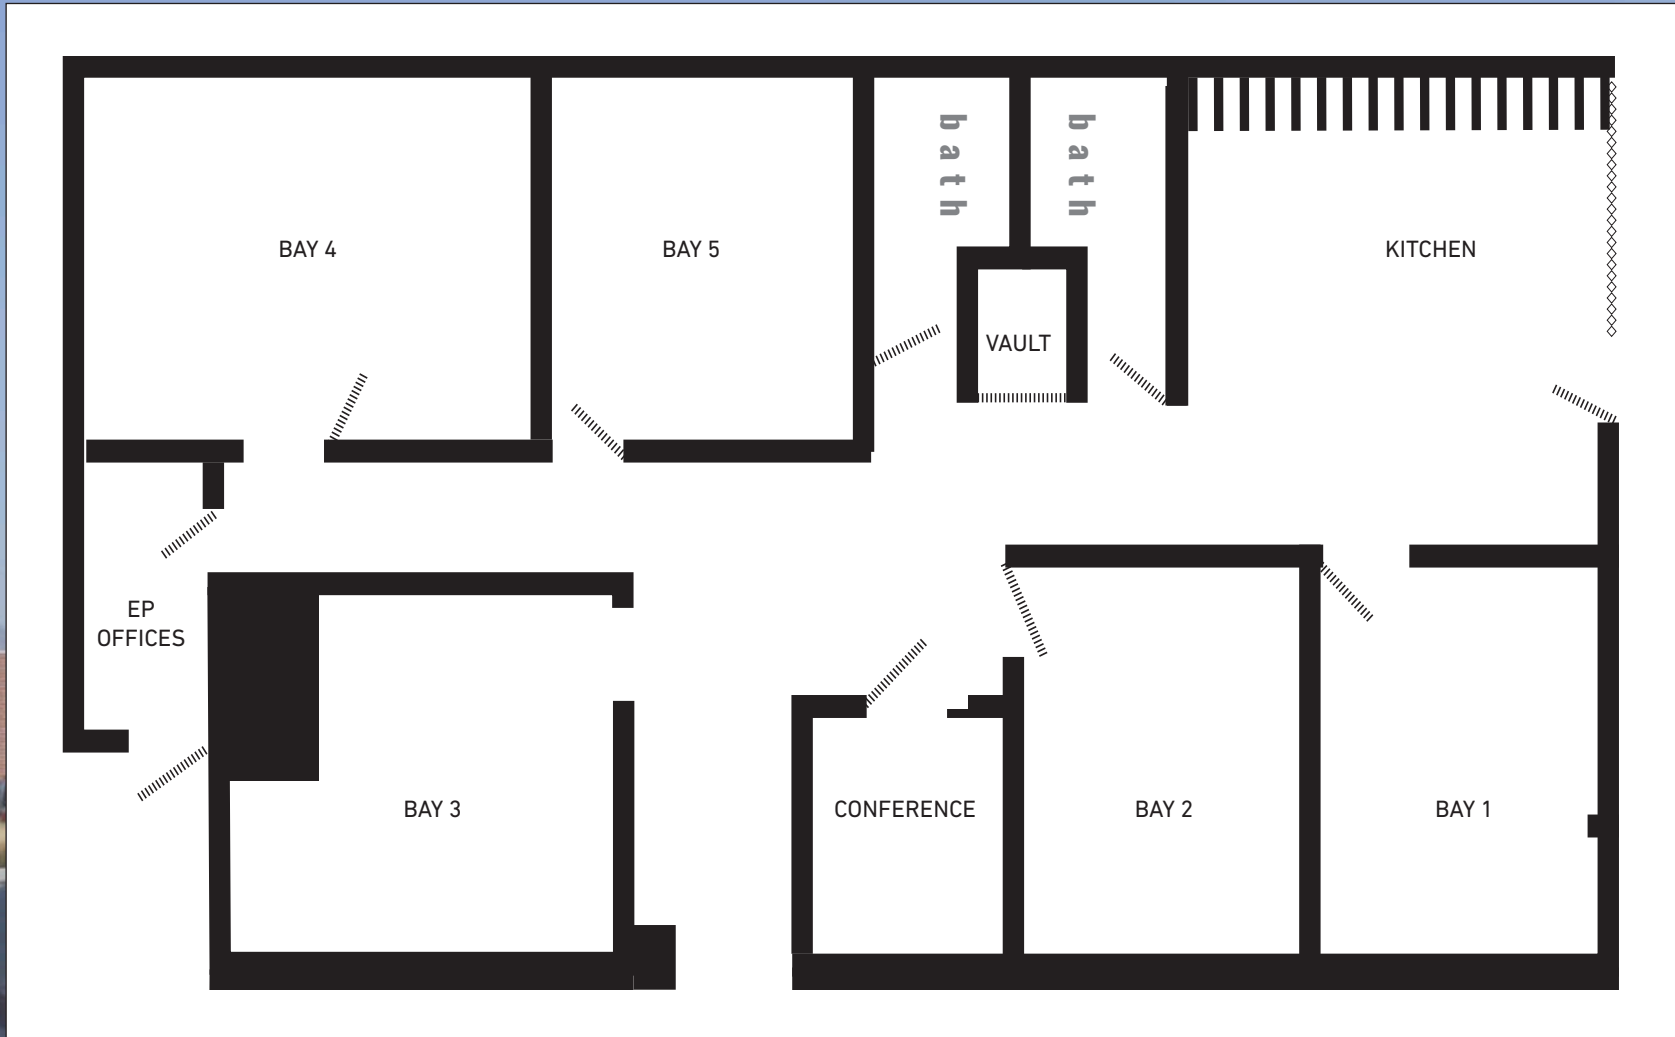 bath
bath
BAY 4
BAY 5
KITCHEN
VAULT
EP
OFFICES
BAY 3
CONFERENCE
BAY 2
BAY 1